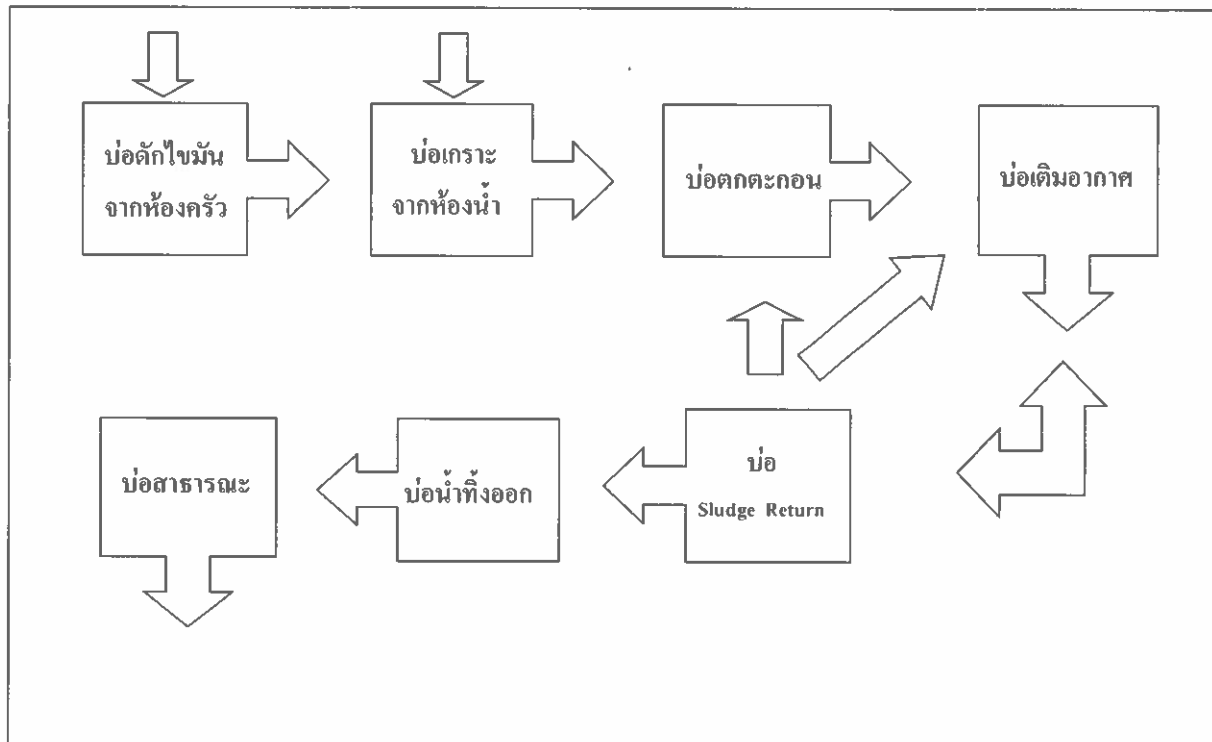 บ่อดักไขมัน
จากห้องครัว
บ่อเกราะ
จากห้องน้ำ
บ่อตกตะกอน
บ่อเติมอากาศ
บ่อสาธารณะ
บ่อน้ำทิ้งออก
บ่อ
Sludge Return